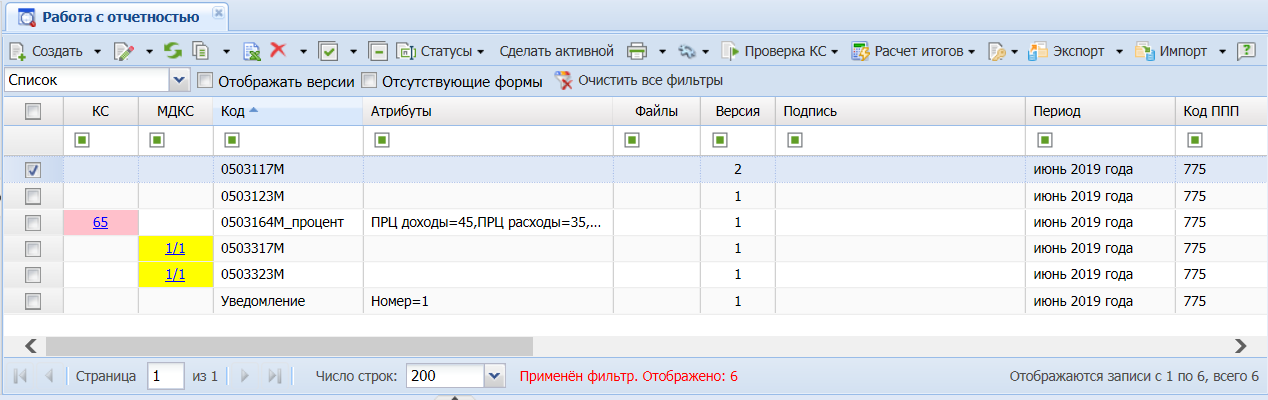 Работа с отчетностью
Создать Статусы Сделать активной Проверка КС Расчет итогов Экспорт Импорт
Список Отображать версии Отсутствующие формы Очистить все фильтры
КС МДКС Код Атрибуты Файлы Версия Подпись Период Код ППП
0503117М 2 июнь 2019 года 775
0503123М 1 июнь 2019 года 775
65 0503164М_процент ПРЦ доходы=45,ПРЦ расходы=35,... 1 июнь 2019 года 775
1/1 0503317М 1 июнь 2019 года 775
1/1 0503323М 1 июнь 2019 года 775
Уведомление Номер=1 1 июнь 2019 года 775
Страница 1 из 1 Число строк: 200 Применён фильтр. Отображено: 6 Отображаются записи с 1 по 6, всего 6